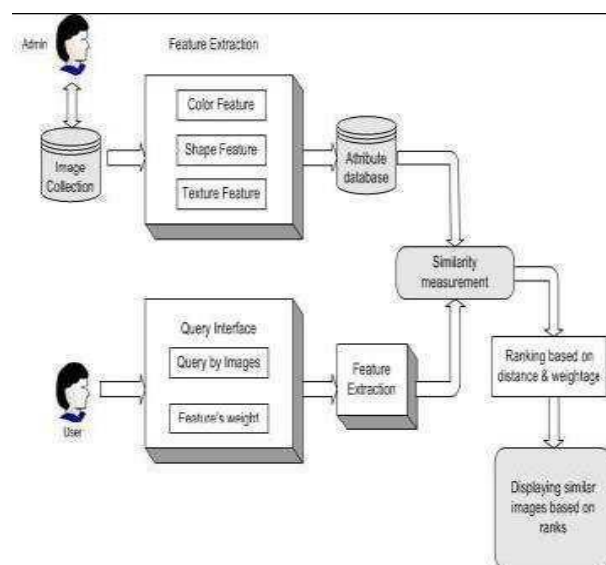 Admin
Feature Extraction
Color Feature
Shape Feature
Texture Feature
Image
Collection
Attribute
database
Similarity
measurement
Query Interface
Query by Images
Feature's weight
User
Feature
Extraction
Ranking based on
distance & weightage
Displaying similar
images based on
ranks